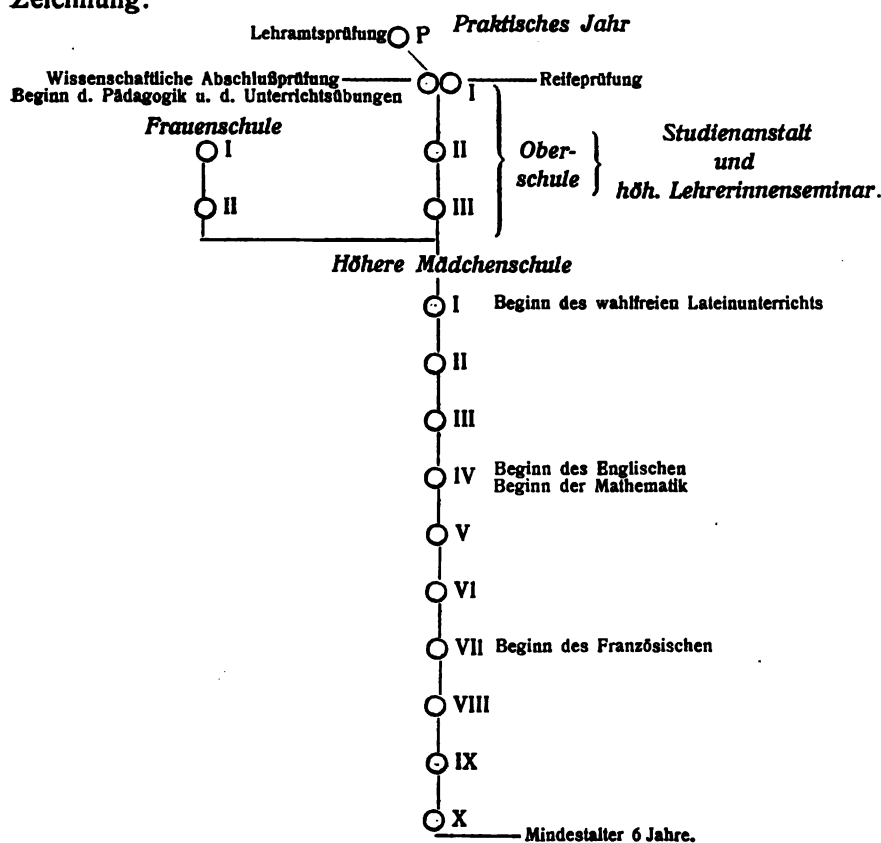 Zeichnung:
Lehramtsprüfung P Praktisches Jahr
Wissenschaftliche Abschlußprüfung
Beginn d. Pädagogik u. d. Unterrichtsübungen
I
Reifeprüfung
Frauenschule
I
II
II
III
Ober-
schule
Studienanstalt
und
höh. Lehrerinnenseminar.
Höhere Mädchenschule
I Beginn des wahlfreien Lateinunterrichts
II
III
IV Beginn des Englischen
Beginn der Mathematik
V
VI
VII Beginn des Französischen
VIII
IX
X
Mindestalter 6 Jahre.